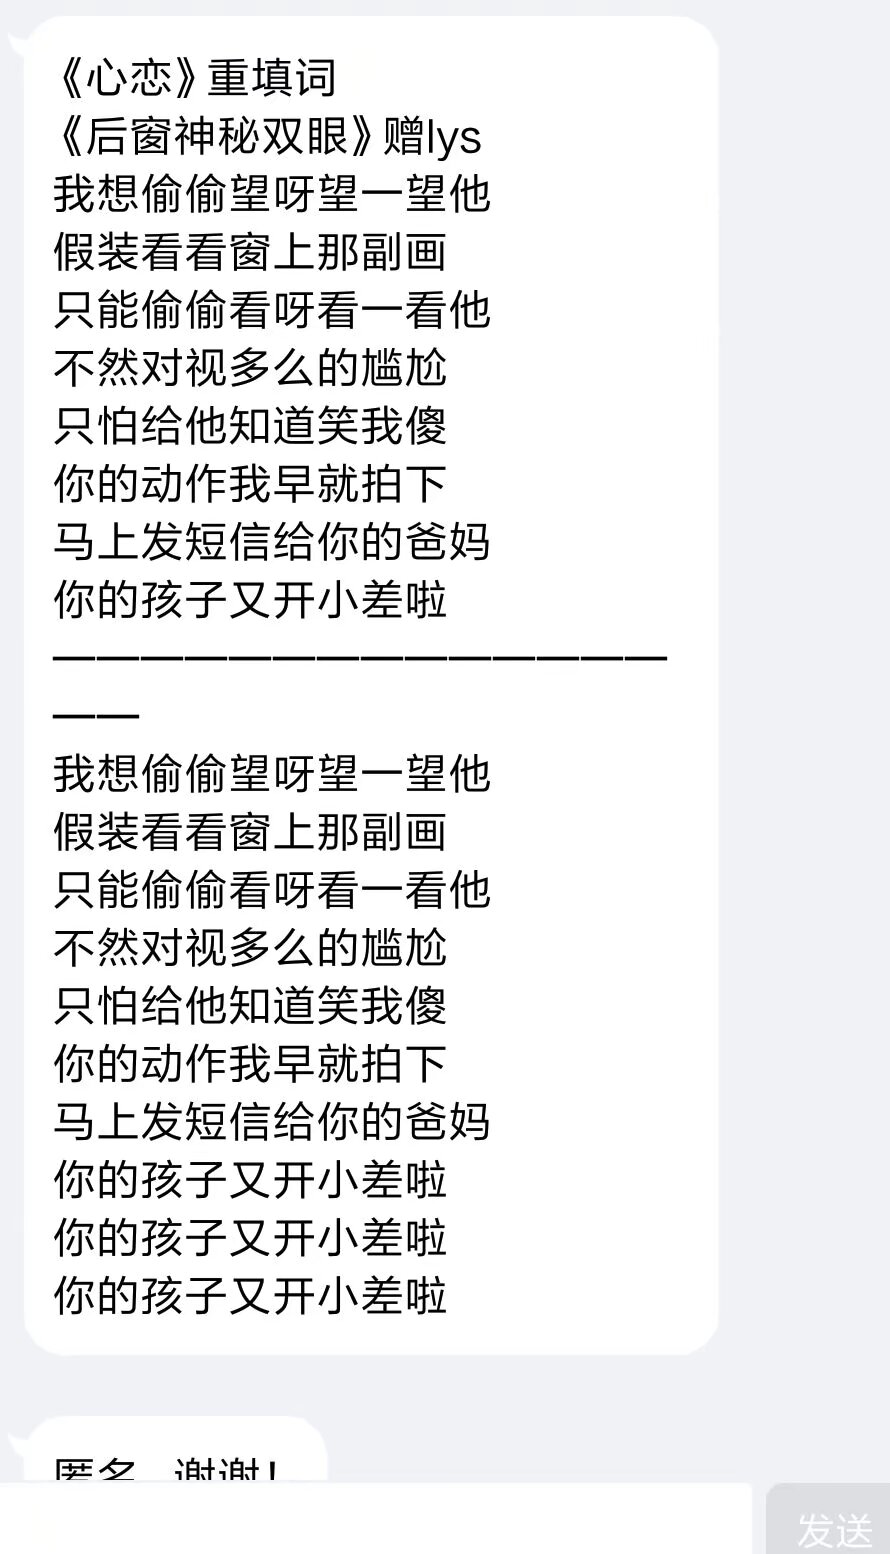 《心恋》重填词
《后窗神秘双眼》赠lys
我想偷偷望呀望一望他
假装看看窗上那副画
只能偷偷看呀看一看他
不然对视多么的尴尬
只怕给他知道笑我傻
你的动作我早就拍下
马上发短信给你的爸妈
你的孩子又开小差啦
——————————————
——
我想偷偷望呀望一望他
假装看看窗上那副画
只能偷偷看呀看一看他
不然对视多么的尴尬
只怕给他知道笑我傻
你的动作我早就拍下
马上发短信给你的爸妈
你的孩子又开小差啦
你的孩子又开小差啦
你的孩子又开小差啦
匿名 谢谢！
发送